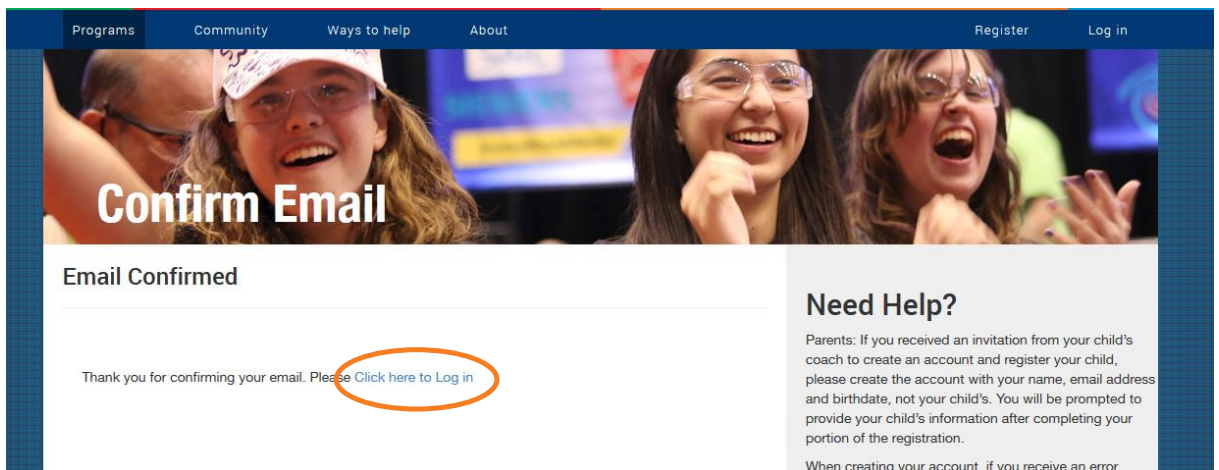 Programs Community Ways to help About Register Log in
Confirm Email
Email Confirmed
Thank you for confirming your email. Please Click here to Log in
Need Help?
Parents: If you received an invitation from your child's
coach to create an account and register your child,
please create the account with your name, email address
and birthdate, not your child's. You will be prompted to
provide your child's information after completing your
portion of the registration.
When creating your account, if you receive an error